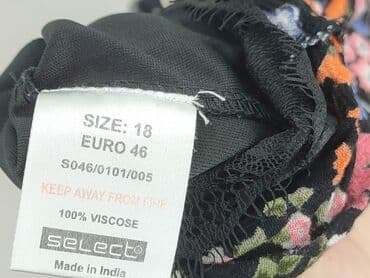 SIZE: 18
EURO 46
S046/0101/005
KEEP AWAY FROM FIRE
100% VISCOSE
select
Made in India